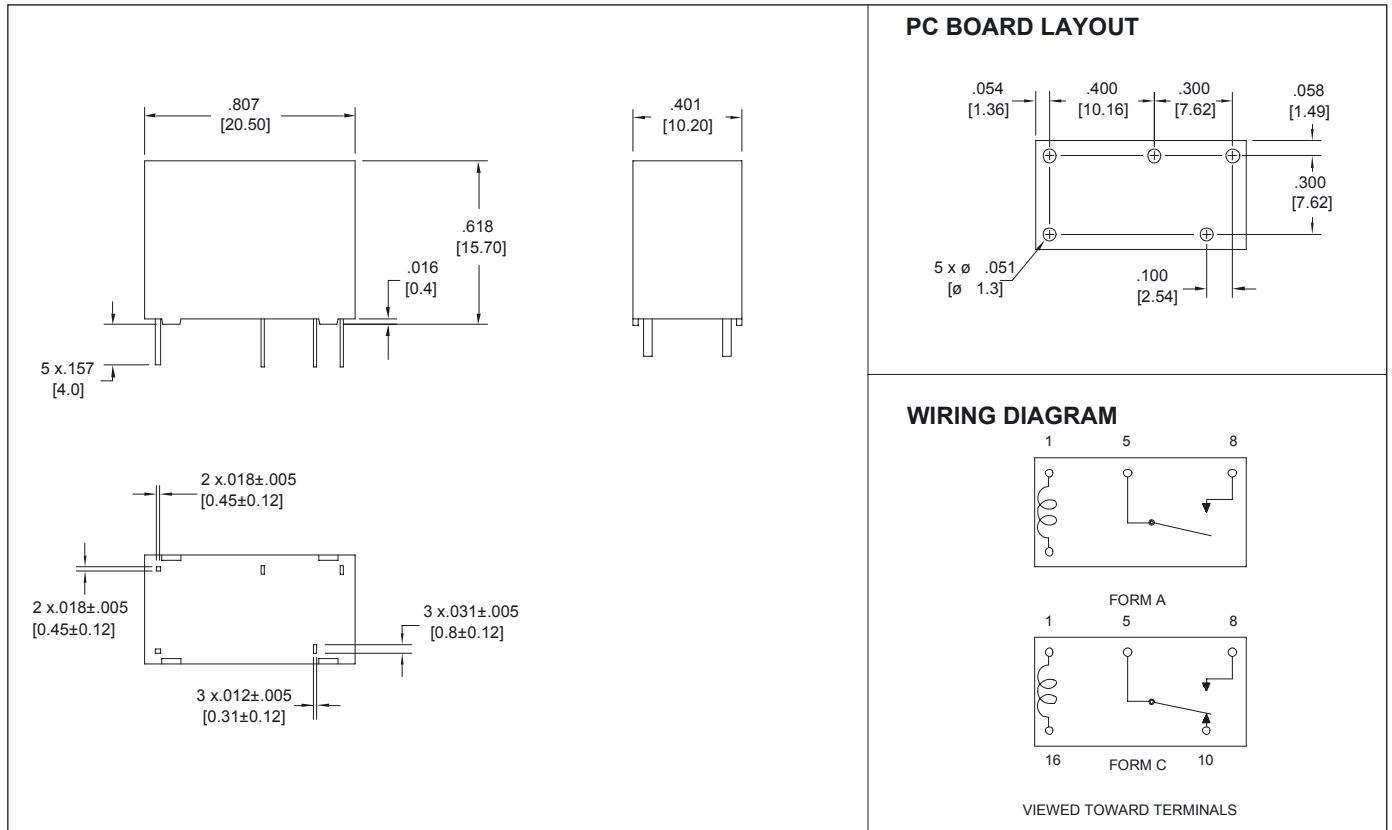 .807
[20.50]
.401
[10.20]
.618
[15.70]
.016
[0.4]
5 x.157
[4.0]
2 x.018±.005
[0.45±0.12]
2 x.018±.005
[0.45±0.12]
3 x.031±.005
[0.8±0.12]
3 x.012±.005
[0.31±0.12]
PC BOARD LAYOUT
.054
[1.36]
.400
[10.16]
.300
[7.62]
.058
[1.49]
.300
[7.62]
5 x ø .051
[ø 1.3]
.100
[2.54]
WIRING DIAGRAM
1 5 8
FORM A
1 5 8
16 FORM C 10
VIEWED TOWARD TERMINALS